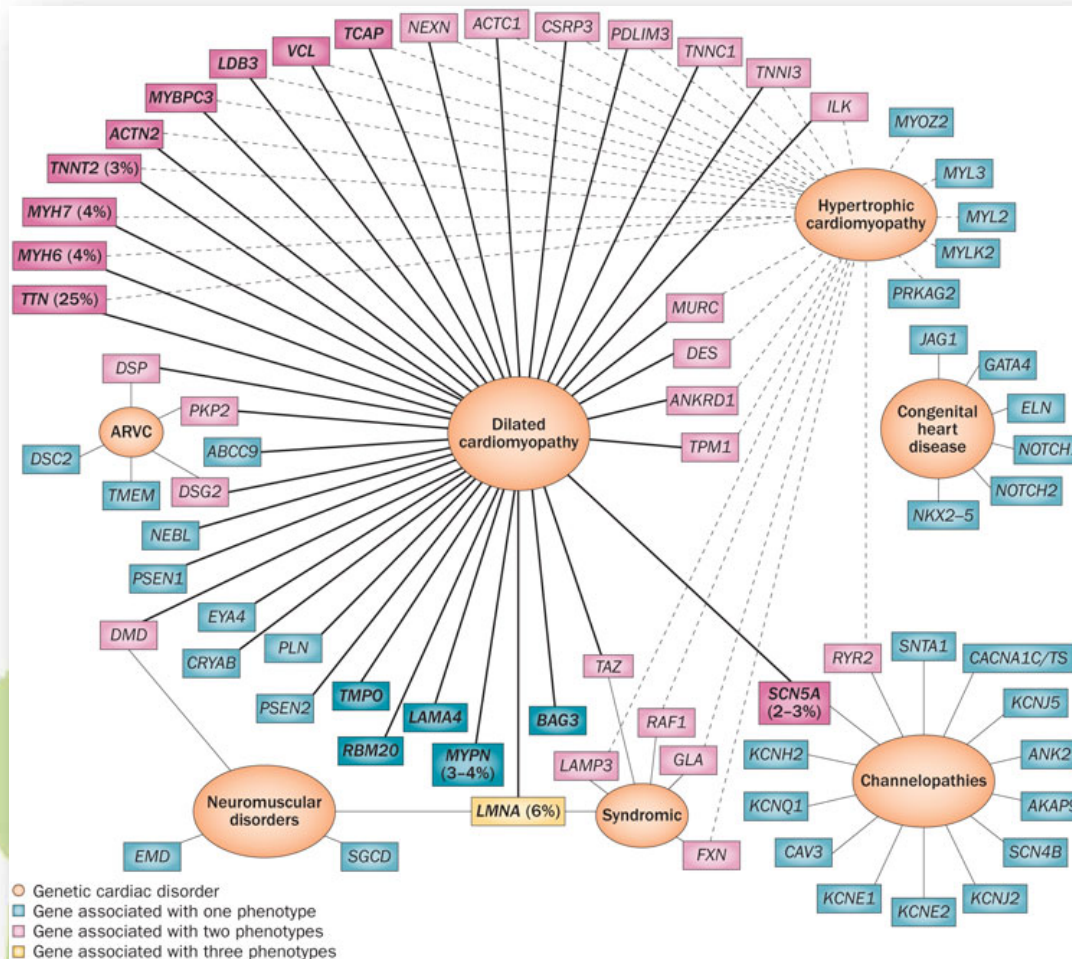 TCAP
NEXN
ACTC1
CSRP3
PDLIM3
TNNC1
TNNI3
ILK
VCL
LDB3
MYBPC3
ACTN2
TNNT2 (3%)
MYH7 (4%)
MYH6 (4%)
TTN (25%)
MYOZ2
MYL3
MYL2
MYLK2
PRKAG2
Hypertrophic
cardiomyopathy
MURC
DES
ANKRD1
TPM1
Dilated
cardiomyopathy
JAG1
GATA4
ELN
NOTCH
NOTCH2
NKX2–5
Congenital
heart
disease
DSP
PKP2
ARVC
DSC2
TMEM
DSG2
ABCC9
NEBL
PSEN1
DMD
EYA4
CRYAB
PLN
PSEN2
TMPO
RBM20
LAMA4
MYPN
(3–4%)
BAG3
TAZ
LAMP3
RAF1
GLA
FXN
Syndromic
LMNA (6%)
Neuromuscular
disorders
EMD
SGCD
SCN5A
(2–3%)
RYR2
SNTA1
CACNA1C/TS
KCNJ5
ANK2
AKAP9
SCN4B
KCNJ2
KCNE2
KCNE1
CAV3
KCNQ1
KCNH2
Channelopathies
Genetic cardiac disorder
Gene associated with one phenotype
Gene associated with two phenotypes
Gene associated with three phenotypes